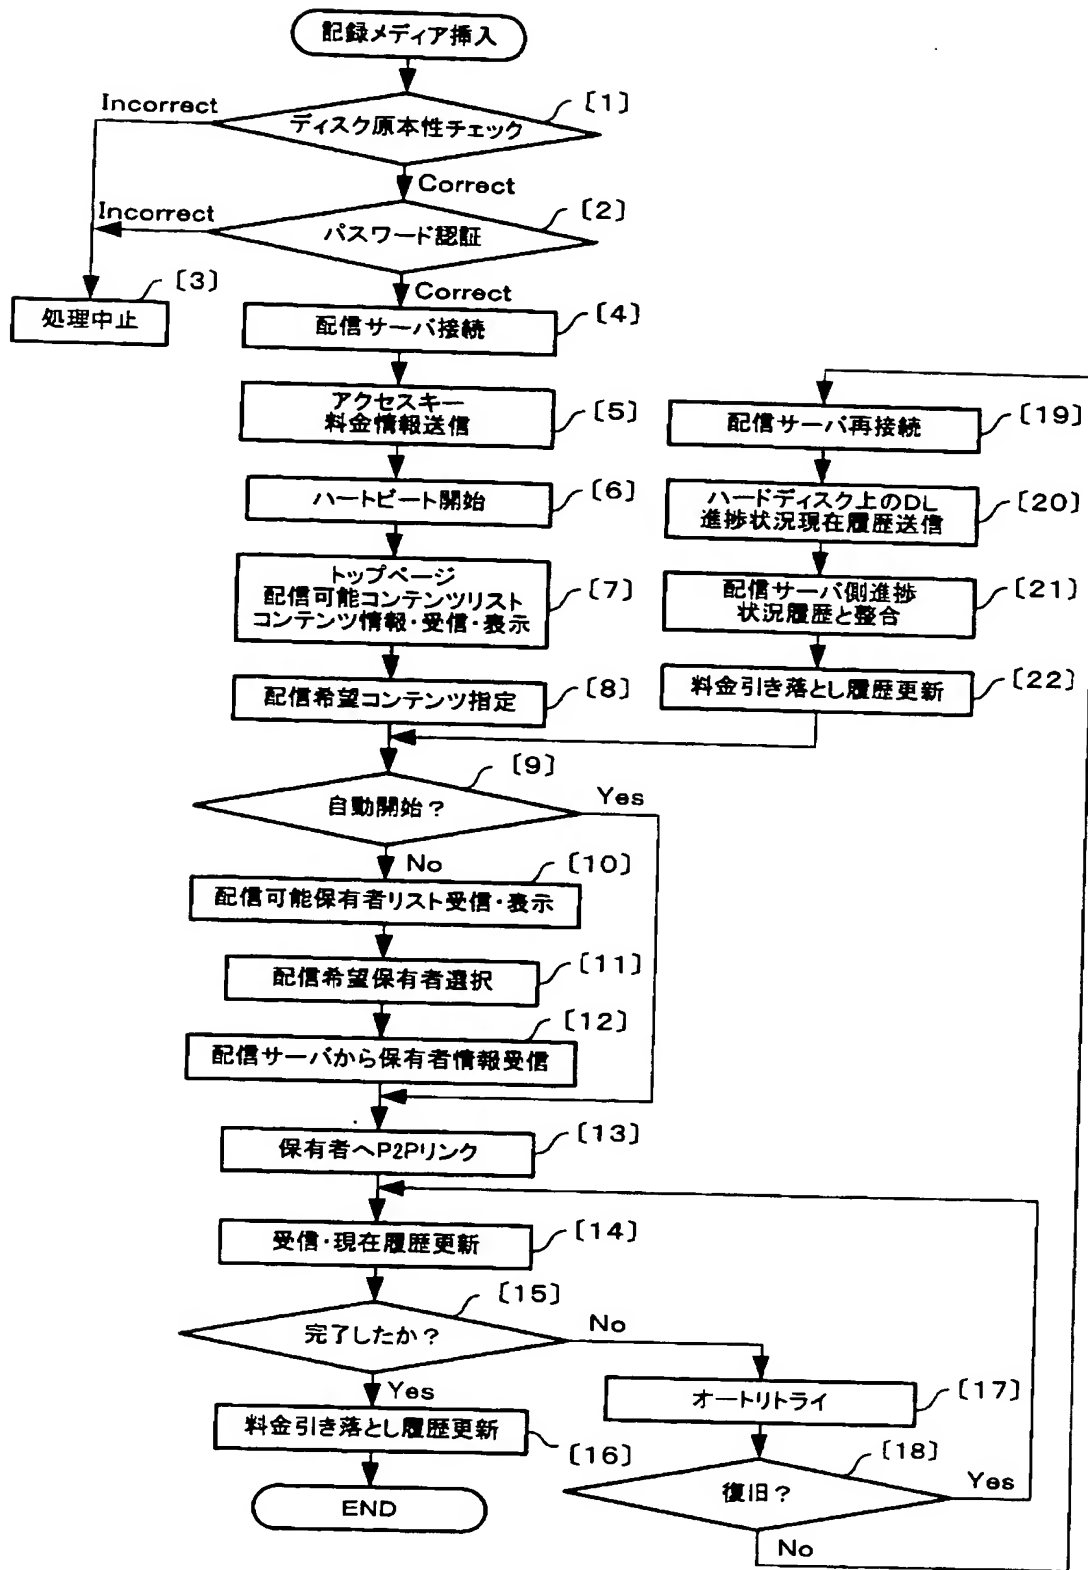 記録メディア挿入
〔1〕
Incorrect
ディスク原本性チェック
Correct
〔2〕
Incorrect
パスワード認証
〔3〕
Correct
処理中止
〔4〕
配信サーバ接続
アクセスキー
料金情報送信
〔5〕
ハートビート開始
〔6〕
トップページ
配信可能コンテンツリスト
コンテンツ情報・受信・表示
〔7〕
配信希望コンテンツ指定
〔8〕
配信サーバ再接続
〔19〕
ハードディスク上のDL
進捗状況現在履歴送信
〔20〕
配信サーバ側進捗
状況履歴と整合
〔21〕
料金引き落とし履歴更新
〔22〕
〔9〕
自動開始?
Yes
No
〔10〕
配信可能保有者リスト受信・表示
配信希望保有者選択
〔11〕
〔12〕
配信サーバから保有者情報受信
保有者へP2Pリンク
〔13〕
受信・現在履歴更新
〔14〕
〔15〕
完了したか?
No
Yes
料金引き落とし履歴更新
〔16〕
END
オートリトライ
〔17〕
〔18〕
復旧?
Yes
No